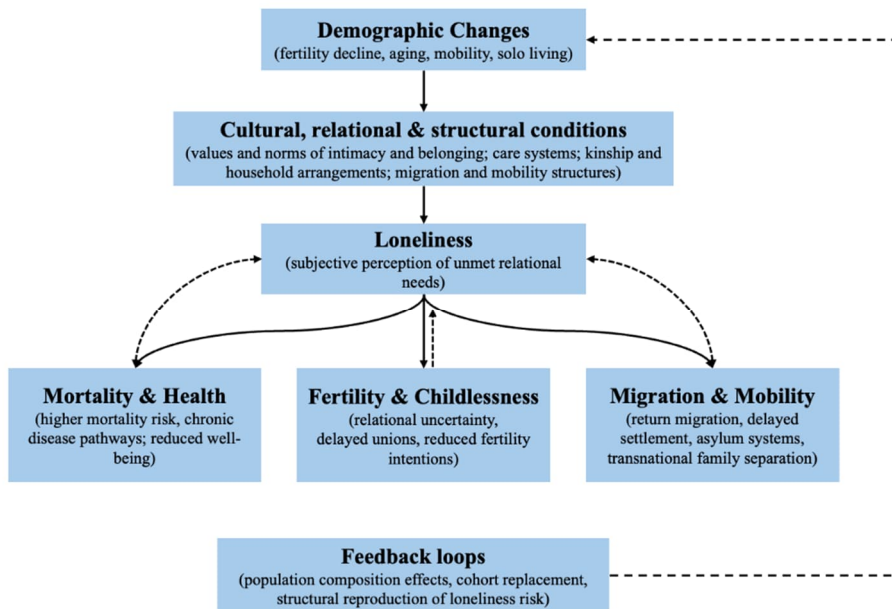 Demographic Changes
(fertility decline, aging, mobility, solo living)
Cultural, relational & structural conditions
(values and norms of intimacy and belonging; care systems; kinship and
household arrangements; migration and mobility structures)
Loneliness
(subjective perception of unmet relational
needs)
Mortality & Health
(higher mortality risk, chronic
disease pathways; reduced well-
being)
Fertility & Childlessness
(relational uncertainty,
delayed unions, reduced fertility
intentions)
Migration & Mobility
(return migration, delayed
settlement, asylum systems,
transnational family separation)
Feedback loops
(population composition effects, cohort replacement,
structural reproduction of loneliness risk)